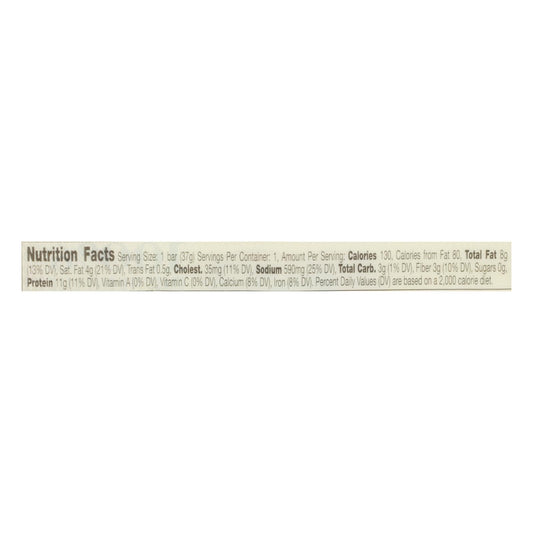 Nutrition Facts Serving Size: 1 bar (37g) Servings Per Container: 1, Amount Per Serving: Calories 130, Calories from Fat 80, Total Fat 8g
(13% DV), Sat. Fat 4g (21% DV), Trans Fat 0.5g, Cholest. 35mg (11% DV), Sodium 590mg (25% DV), Total Carb. 3g (1% DV), Fiber 3g (10% DV), Sugars 0g,
Protein 11g (11% DV), Vitamin A (0% DV), Vitamin C (0% DV), Calcium (6% DV), Iron (8% DV). Percent Daily Values (DV) are based on a 2,000 calorie diet.